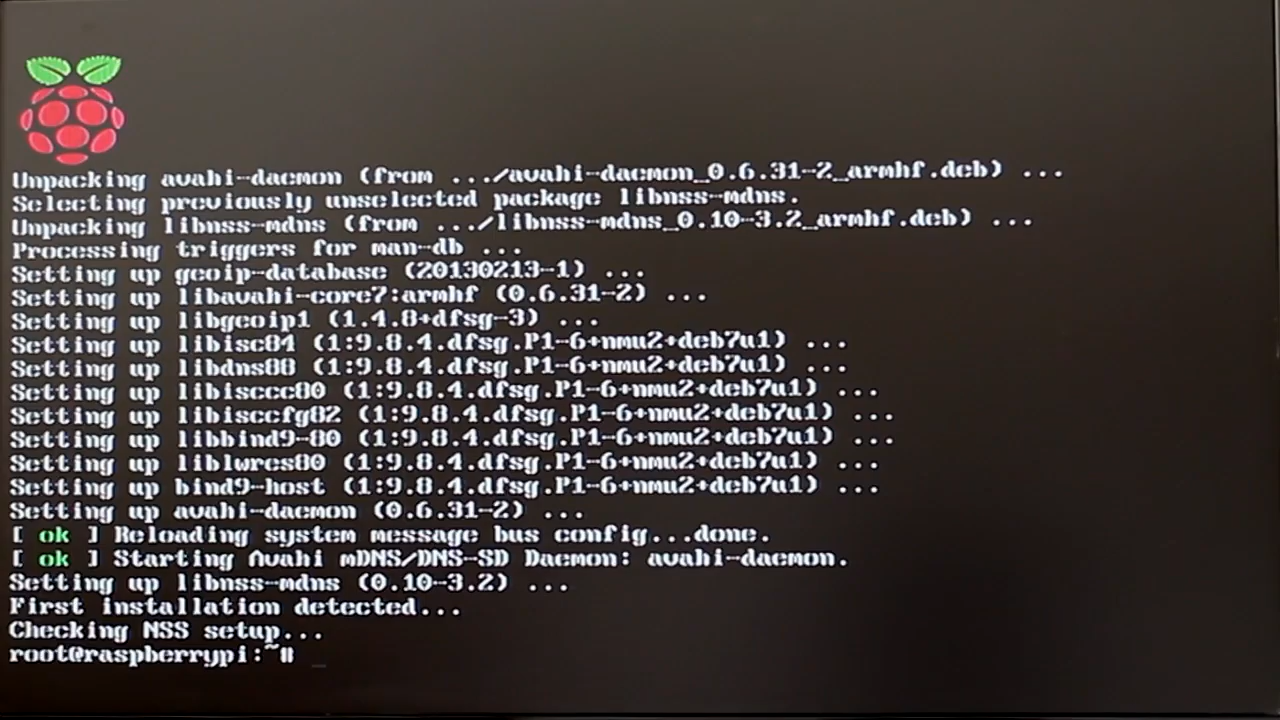 Unpacking avahi-daemon (from .../avahi-daemon_0.6.31-2_armhf.deb) ...
Selecting previously unselected package libnss-mdns.
Unpacking libnss-mdns (from .../libnss-mdns_0.10-3.2_armhf.deb) ...
Processing triggers for man-db ...
Setting up geoip-database (20130213-1) ...
Setting up libavahi-core7:armhf (0.6.31-2) ...
Setting up libgeoip1 (1.4.8+dfsg-3) ...
Setting up libisc84 (1:9.8.4.dfsg.P1-6+nmu2+deb7u1) ...
Setting up libdns88 (1:9.8.4.dfsg.P1-6+nmu2+deb7u1) ...
Setting up libisccc80 (1:9.8.4.dfsg.P1-6+nmu2+deb7u1) ...
Setting up libisccfg82 (1:9.8.4.dfsg.P1-6+nmu2+deb7u1) ...
Setting up libbind9-80 (1:9.8.4.dfsg.P1-6+nmu2+deb7u1) ...
Setting up liblwres80 (1:9.8.4.dfsg.P1-6+nmu2+deb7u1) ...
Setting up bind9-host (1:9.8.4.dfsg.P1-6+nmu2+deb7u1) ...
Setting up avahi-daemon (0.6.31-2) ...
[ ok ] Reloading system message bus config...done.
[ ok ] Starting Avahi mDNS/DNS-SD Daemon: avahi-daemon.
Setting up libnss-mdns (0.10-3.2) ...
First installation detected...
Checking NSS setup...
root@raspberrypi:~# _